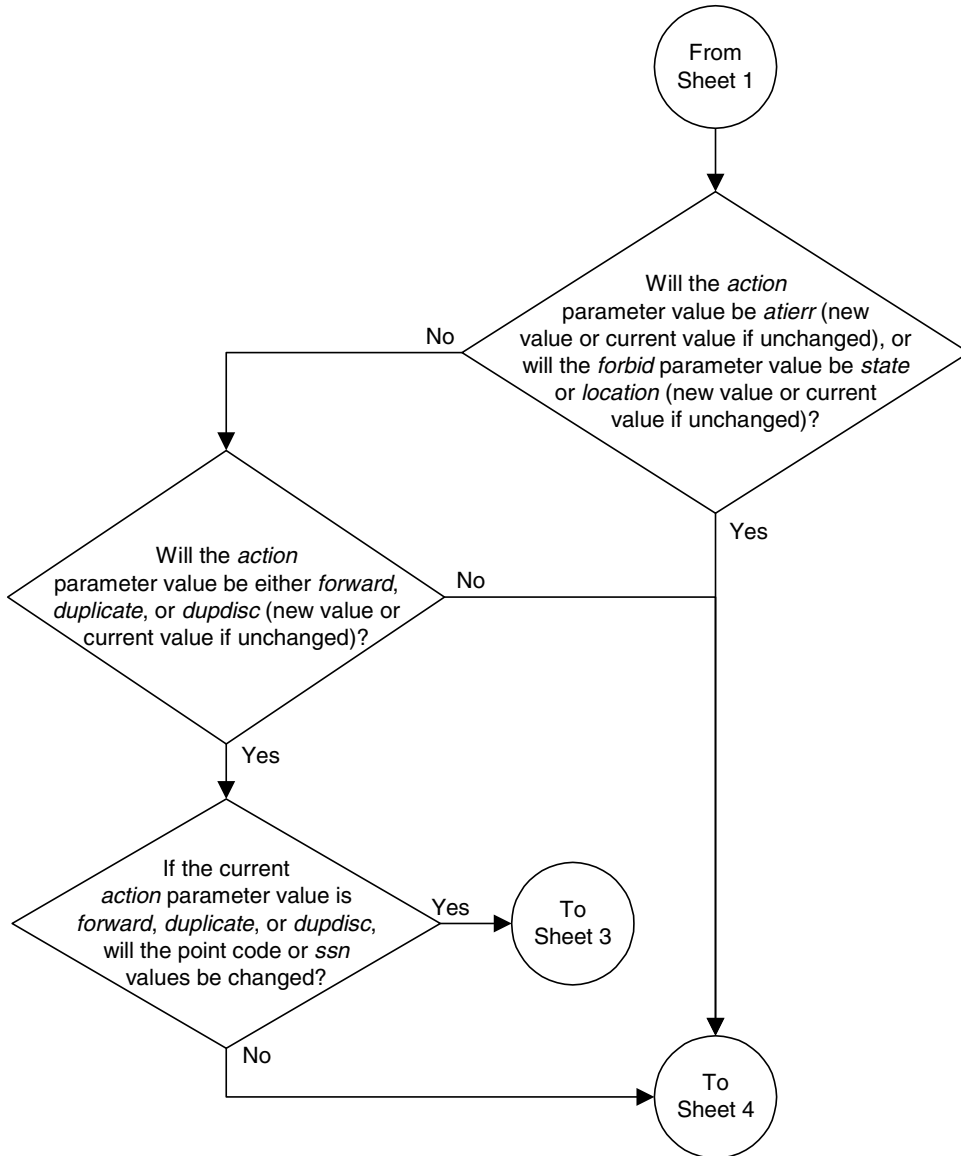 From
Sheet 1
Will the action
parameter value be atierr (new
value or current value if unchanged), or
will the forbid parameter value be state
or location (new value or current
value if unchanged)?
No
Yes
Will the action
parameter value be either forward,
duplicate, or dupdisc (new value or
current value if unchanged)?
No
Yes
If the current
action parameter value is
forward, duplicate, or dupdisc,
will the point code or ssn
values be changed?
Yes
To
Sheet 3
No
To
Sheet 4